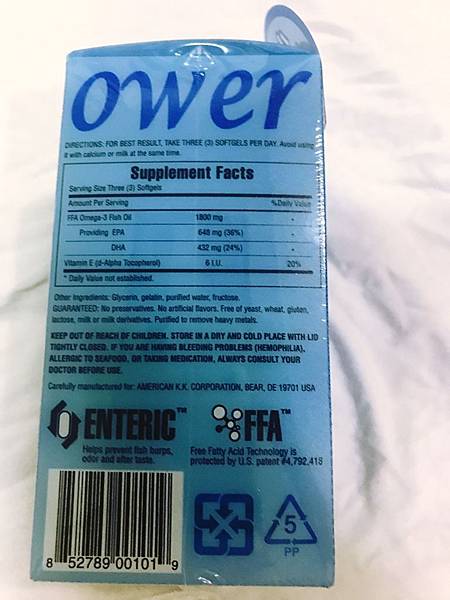 ower
DIRECTIONS: FOR BEST RESULT, TAKE THREE (3) SOFTGELS PER DAY. Avoid using
it with calcium or milk at the same time.
Supplement Facts
Serving Size Three (3) Softgels
Amount Per Serving %Daily Value
FFA Omega-3 Fish Oil 1800 mg -
Providing EPA 648 mg (36%) -
DHA 432 mg (24%) -
Vitamin E (d-Alpha Tocopherol) 6 I.U. 20%
* Daily Value not established.
Other Ingredients: Glycerin, gelatin, purified water, fructose.
GUARANTEED: No preservatives. No artificial flavors. Free of yeast, wheat, gluten,
lactose, milk or milk derivatives. Purified to remove heavy metals.
KEEP OUT OF REACH OF CHILDREN. STORE IN A DRY AND COLD PLACE WITH LID
TIGHTLY CLOSED. IF YOU ARE HAVING BLEEDING PROBLEMS (HEMOPHILIA),
ALLERGIC TO SEAFOOD, OR TAKING MEDICATION, ALWAYS CONSULT YOUR
DOCTOR BEFORE USE.
Carefully manufactured for: AMERICAN K.K. CORPORATION, BEAR, DE 19701 USA
ENTERIC™ FFA™
Helps prevent fish burps,
odor and after taste.
Free Fatty Acid Technology is
protected by U.S. patent #4,792,418
8 52789 00101 9
5
PP